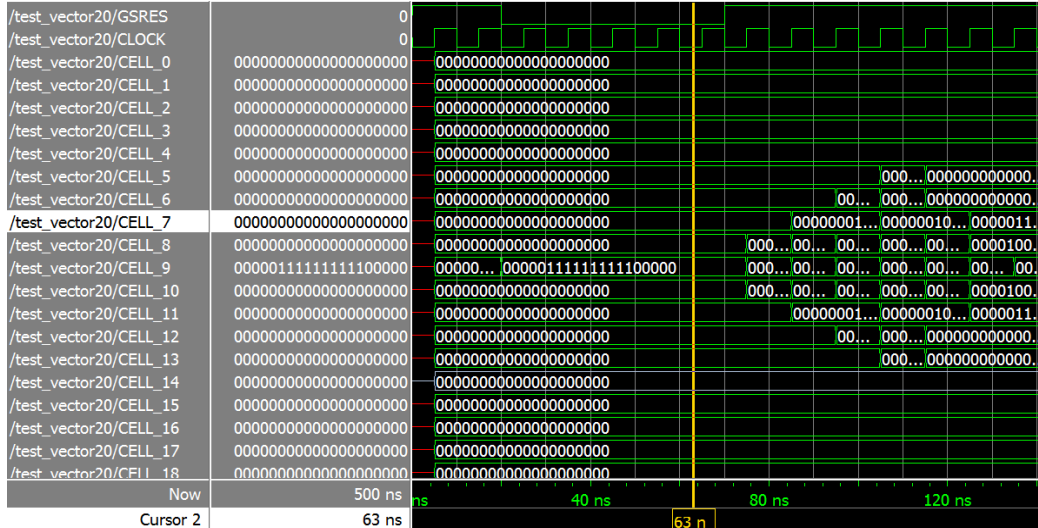 /test_vector20/GSRES 0
/test_vector20/CLOCK 0
/test_vector20/CELL_0 00000000000000000000 00000000000000000000
/test_vector20/CELL_1 00000000000000000000 00000000000000000000
/test_vector20/CELL_2 00000000000000000000 00000000000000000000
/test_vector20/CELL_3 00000000000000000000 00000000000000000000
/test_vector20/CELL_4 00000000000000000000 00000000000000000000
/test_vector20/CELL_5 00000000000000000000 00000000000000000000 000... 000000000000.
/test_vector20/CELL_6 00000000000000000000 00000000000000000000 00... 000... 000000000000.
/test_vector20/CELL_7 00000000000000000000 00000000000000000000 00000001... 00000010... 0000011.
/test_vector20/CELL_8 00000000000000000000 00000000000000000000 000... 00... 00... 000... 00... 0000100.
/test_vector20/CELL_9 00000111111111100000 00000... 00000111111111100000 000... 00... 00... 000... 00... 00... 00.
/test_vector20/CELL_10 00000000000000000000 00000000000000000000 000... 00... 00... 000... 00... 0000100.
/test_vector20/CELL_11 00000000000000000000 00000000000000000000 00000001... 00000010... 0000011.
/test_vector20/CELL_12 00000000000000000000 00000000000000000000 00... 000... 000000000000.
/test_vector20/CELL_13 00000000000000000000 00000000000000000000 000... 000000000000.
/test_vector20/CELL_14 00000000000000000000 00000000000000000000
/test_vector20/CELL_15 00000000000000000000 00000000000000000000
/test_vector20/CELL_16 00000000000000000000 00000000000000000000
/test_vector20/CELL_17 00000000000000000000 00000000000000000000
/test_vector20/CELL_18 00000000000000000000 00000000000000000000
Now 500 ns ns 40 ns 80 ns 120 ns
Cursor 2 63 ns 63 n